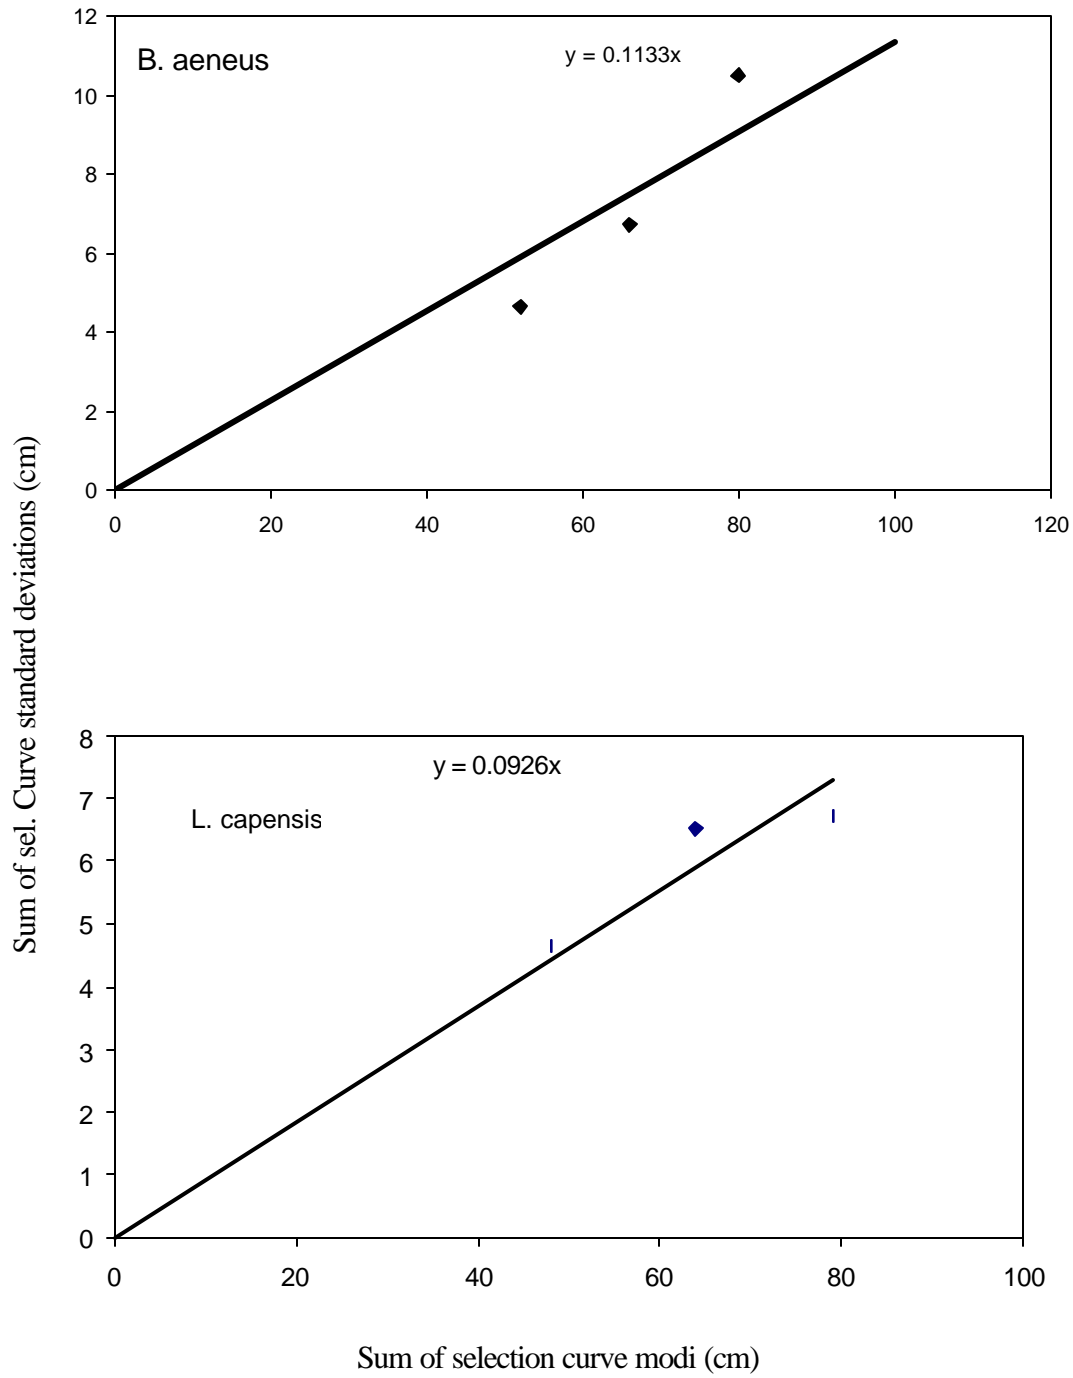 12
B. aeneus
y = 0.1133x
10
8
6
4
2
0
0 20 40 60 80 100 120
Sum of sel. Curve standard deviations (cm)
8
y = 0.0926x
7
L. capensis
6
5
4
3
2
1
0
0 20 40 60 80 100
Sum of selection curve modi (cm)